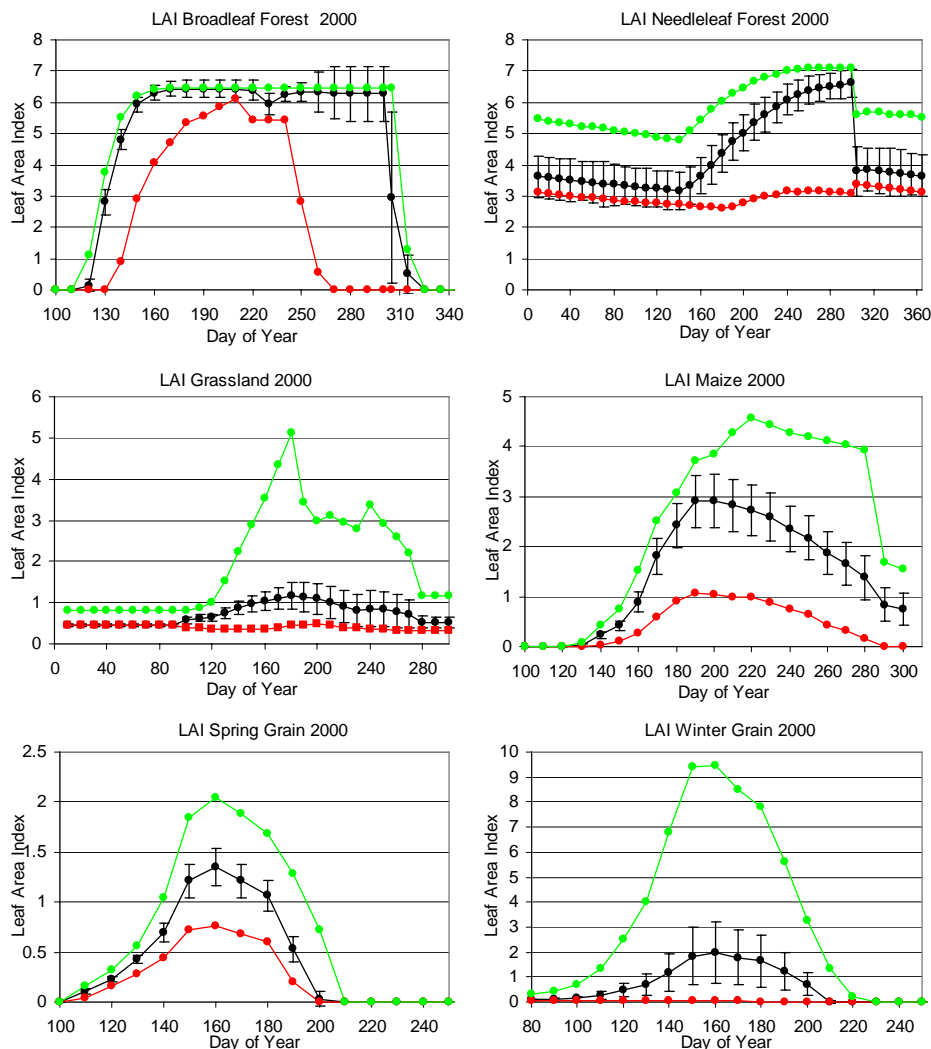 LAI Broadleaf Forest 2000
8
7
6
5
4
3
2
1
0
Leaf Area Index
100 130 160 190 220 250 280 310 340
Day of Year
LAI Needleleaf Forest 2000
8
7
6
5
4
3
2
1
0
Leaf Area Index
0 40 80 120 160 200 240 280 320 360
Day of Year
LAI Grassland 2000
6
5
4
3
2
1
0
Leaf Area Index
0 40 80 120 160 200 240 280
Day of Year
LAI Maize 2000
5
4
3
2
1
0
Leaf Area Index
100 120 140 160 180 200 220 240 260 280 300
Day of Year
LAI Spring Grain 2000
2.5
2
1.5
1
0.5
0
Leaf Area Index
100 120 140 160 180 200 220 240
Day of Year
LAI Winter Grain 2000
10
9
8
7
6
5
4
3
2
1
0
Leaf Area Index
80 100 120 140 160 180 200 220 240
Day of Year